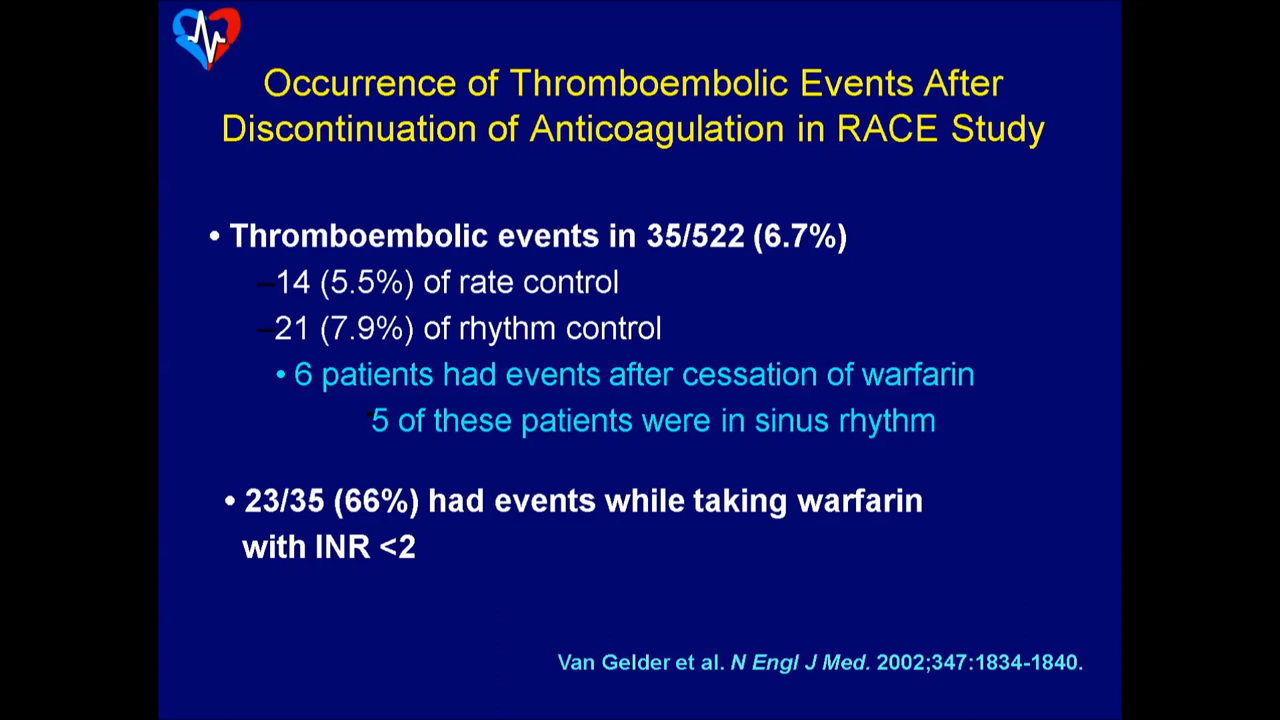 Occurrence of Thromboembolic Events After
Discontinuation of Anticoagulation in RACE Study
• Thromboembolic events in 35/522 (6.7%)
–14 (5.5%) of rate control
–21 (7.9%) of rhythm control
• 6 patients had events after cessation of warfarin
5 of these patients were in sinus rhythm
• 23/35 (66%) had events while taking warfarin
with INR <2
Van Gelder et al. N Engl J Med. 2002;347:1834-1840.